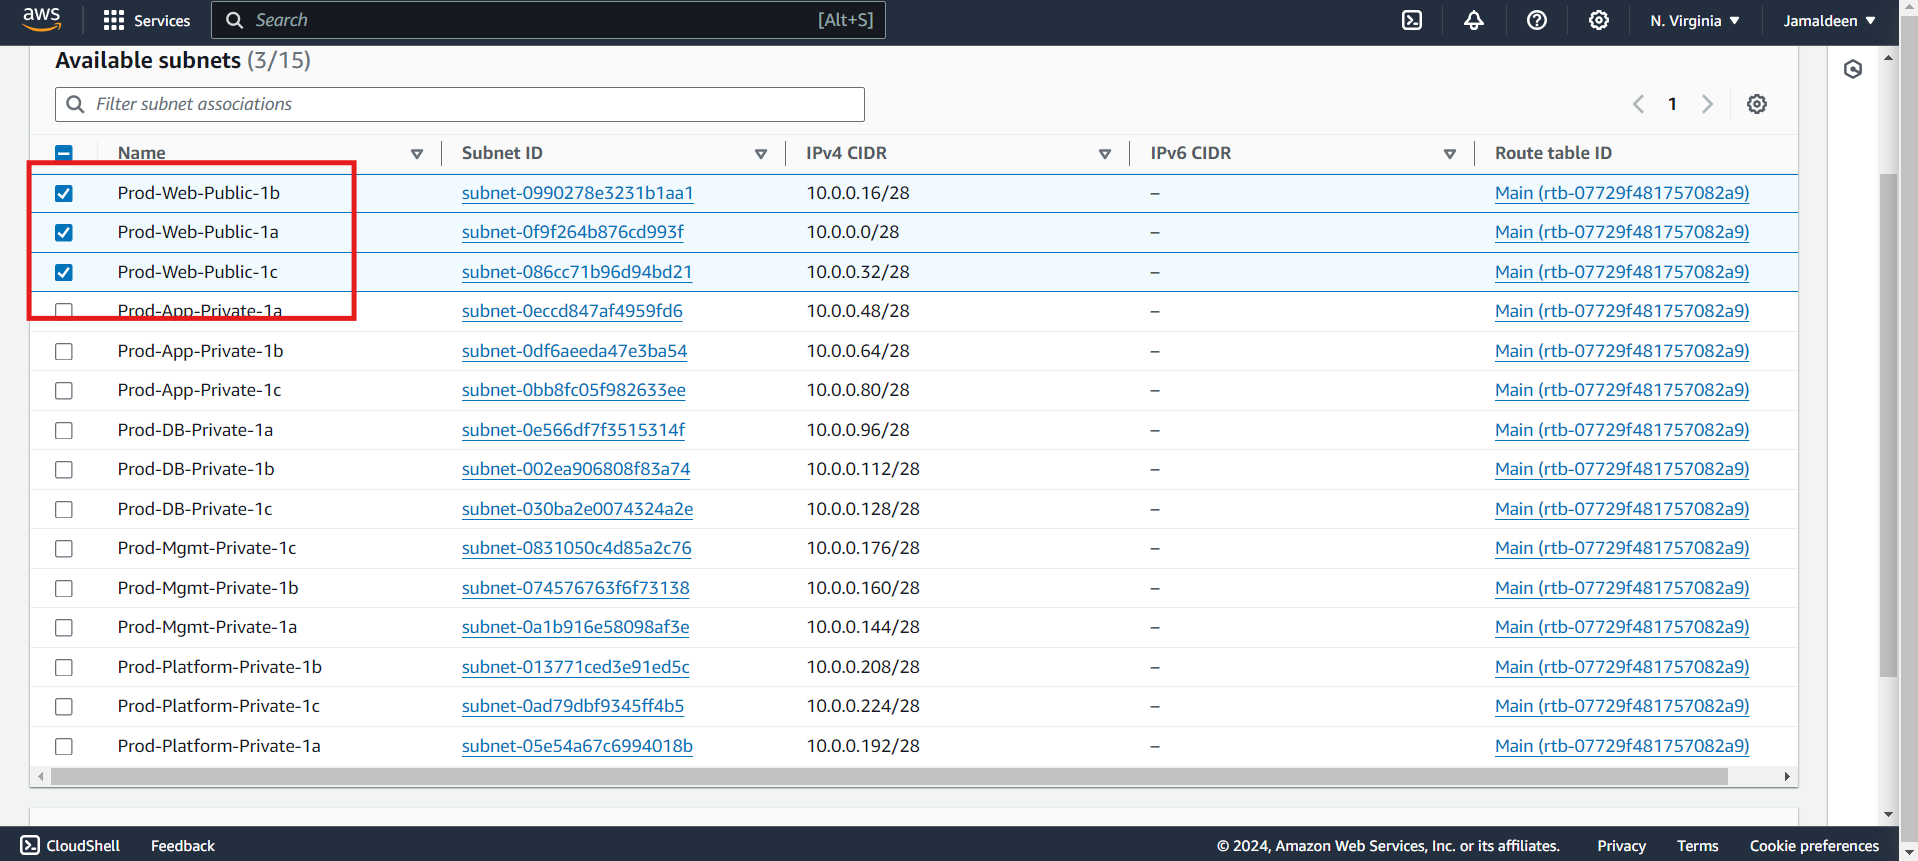 aws Services Search [Alt+S] N. Virginia Jamaldeen
Available subnets (3/15)
Filter subnet associations 1
Name Subnet ID IPv4 CIDR IPv6 CIDR Route table ID
Prod-Web-Public-1b subnet-0990278e3231b1aa1 10.0.0.16/28 – Main (rtb-07729f481757082a9)
Prod-Web-Public-1a subnet-0f9f264b876cd993f 10.0.0.0/28 – Main (rtb-07729f481757082a9)
Prod-Web-Public-1c subnet-086cc71b96d94bd21 10.0.0.32/28 – Main (rtb-07729f481757082a9)
Prod-App-Private-1a subnet-0eccd847af4959fd6 10.0.0.48/28 – Main (rtb-07729f481757082a9)
Prod-App-Private-1b subnet-0df6aeeda47e3ba54 10.0.0.64/28 – Main (rtb-07729f481757082a9)
Prod-App-Private-1c subnet-0bb8fc05f982633ee 10.0.0.80/28 – Main (rtb-07729f481757082a9)
Prod-DB-Private-1a subnet-0e566df7f3515314f 10.0.0.96/28 – Main (rtb-07729f481757082a9)
Prod-DB-Private-1b subnet-002ea906808f83a74 10.0.0.112/28 – Main (rtb-07729f481757082a9)
Prod-DB-Private-1c subnet-030ba2e0074324a2e 10.0.0.128/28 – Main (rtb-07729f481757082a9)
Prod-Mgmt-Private-1c subnet-0831050c4d85a2c76 10.0.0.176/28 – Main (rtb-07729f481757082a9)
Prod-Mgmt-Private-1b subnet-074576763f6f73138 10.0.0.160/28 – Main (rtb-07729f481757082a9)
Prod-Mgmt-Private-1a subnet-0a1b916e58098af3e 10.0.0.144/28 – Main (rtb-07729f481757082a9)
Prod-Platform-Private-1b subnet-013771ced3e91ed5c 10.0.0.208/28 – Main (rtb-07729f481757082a9)
Prod-Platform-Private-1c subnet-0ad79dbf9345ff4b5 10.0.0.224/28 – Main (rtb-07729f481757082a9)
Prod-Platform-Private-1a subnet-05e54a67c6994018b 10.0.0.192/28 – Main (rtb-07729f481757082a9)
CloudShell Feedback © 2024, Amazon Web Services, Inc. or its affiliates. Privacy Terms Cookie preferences